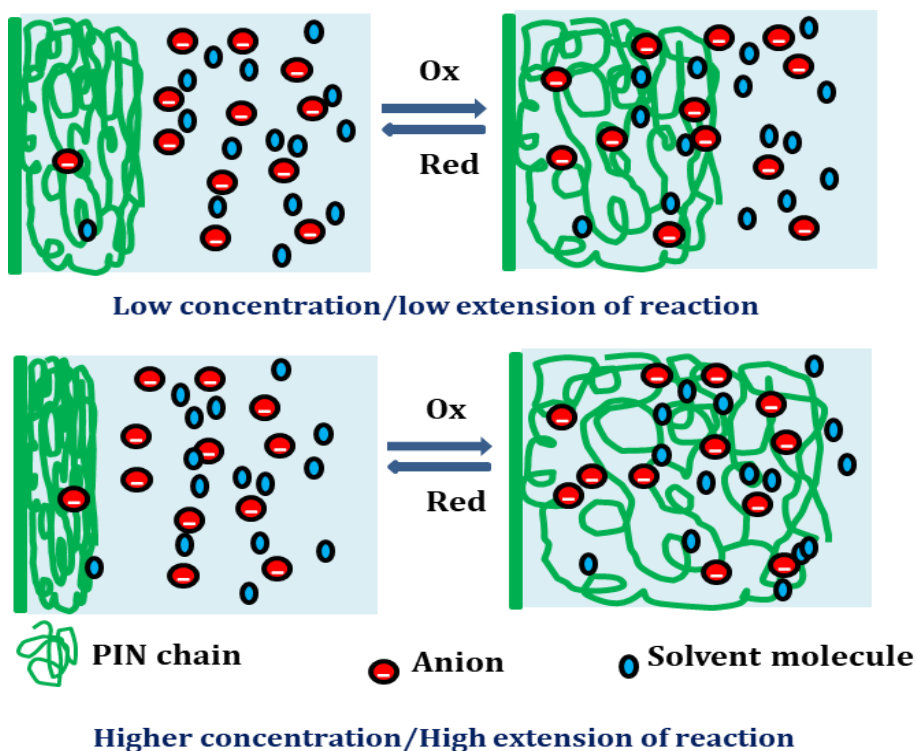 Ox
Red
Low concentration/low extension of reaction
Ox
Red
PIN chain
Anion
Solvent molecule
Higher concentration/High extension of reaction